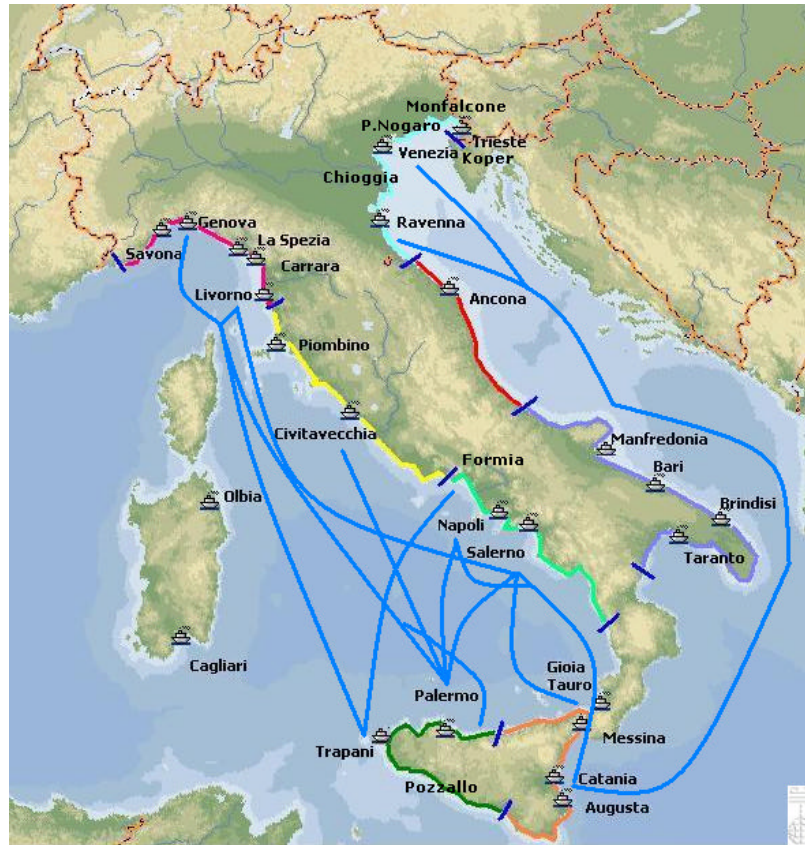 Monfalcone
P.Nogaro
Trieste
Venezia
Koper
Chioggia
Ravenna
Genova
La Spezia
Savona
Carrara
Livorno
Ancona
Piombino
Civitavecchia
Manfredonia
Formia
Bari
Olbia
Napoli
Brindisi
Salerno
Taranto
Cagliari
Gioia
Tauro
Palermo
Messina
Trapani
Catania
Pozzallo
Augusta